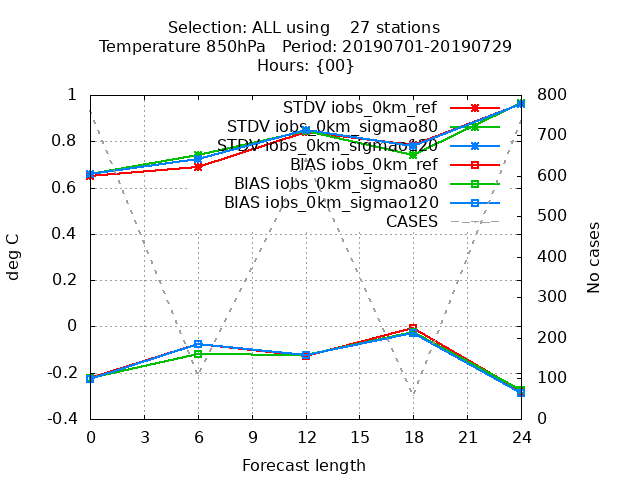 Selection: ALL using 27 stations
Temperature 850hPa Period: 20190701-20190729
Hours: {00}
1
0.8
0.6
0.4
0.2
0
-0.2
-0.4
deg C
STDV iobs_0km_ref
STDV iobs_0km_sigmao80
STDV iobs_0km_sigmao120
BIAS iobs_0km_ref
BIAS iobs_0km_sigmao80
BIAS iobs_0km_sigmao120
CASES
800
700
600
500
400
300
200
100
0
No cases
0 3 6 9 12 15 18 21 24
Forecast length